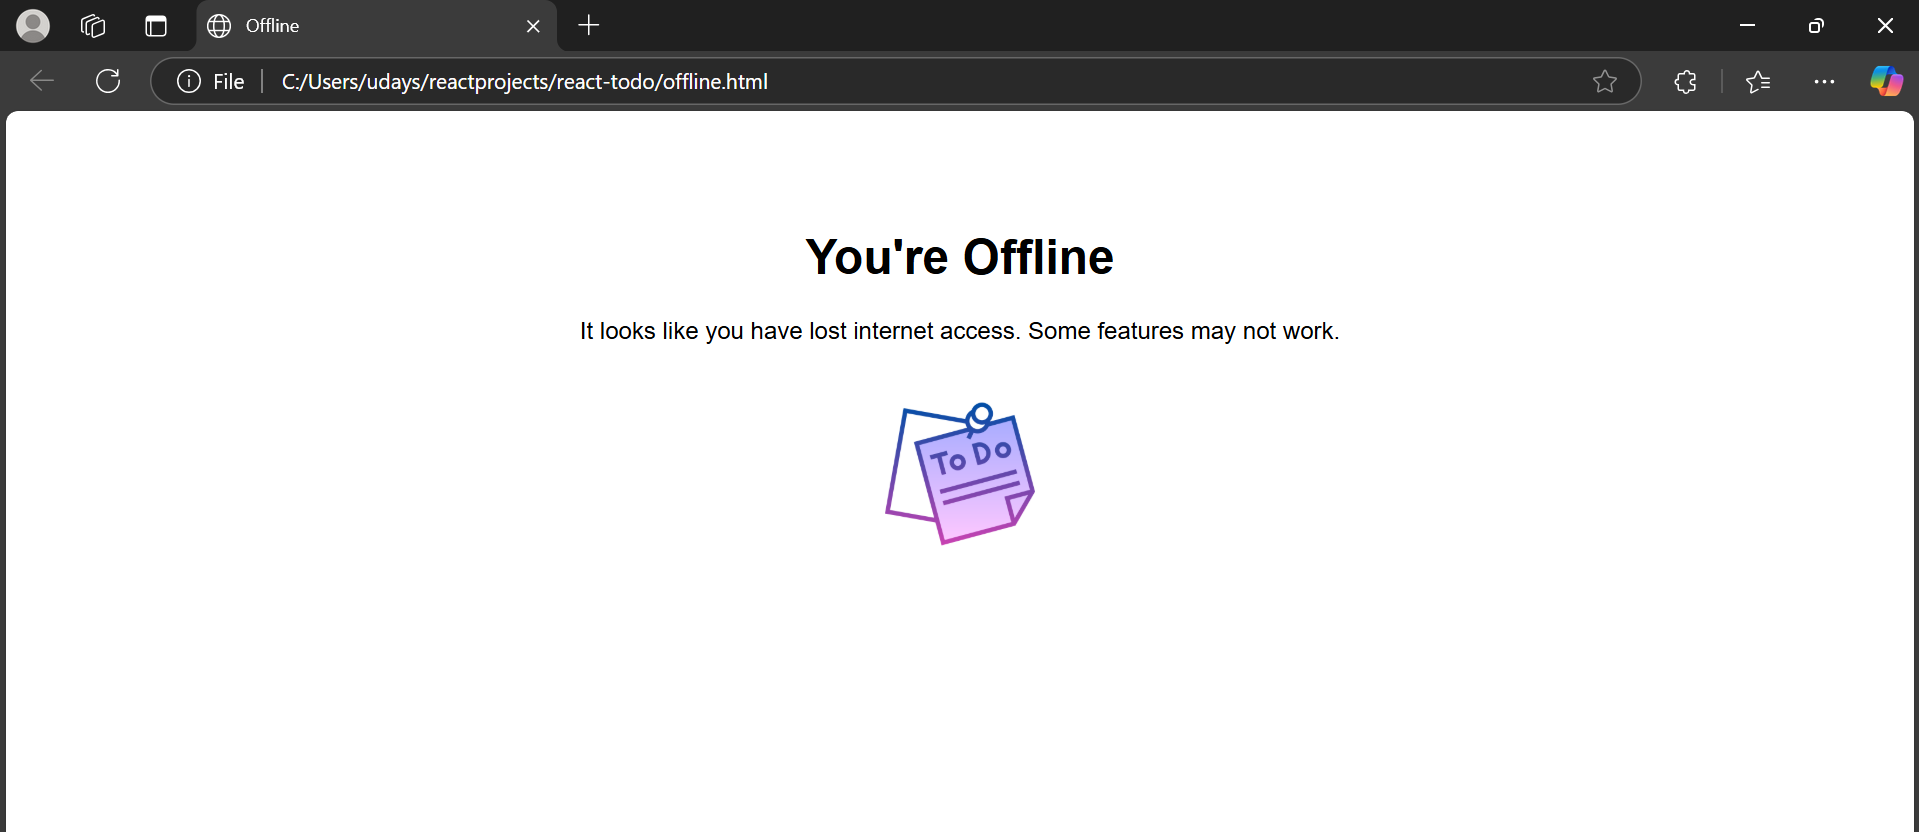 Offline
File C:/Users/udays/reactprojects/react-todo/offline.html
You're Offline
It looks like you have lost internet access. Some features may not work.
To Do